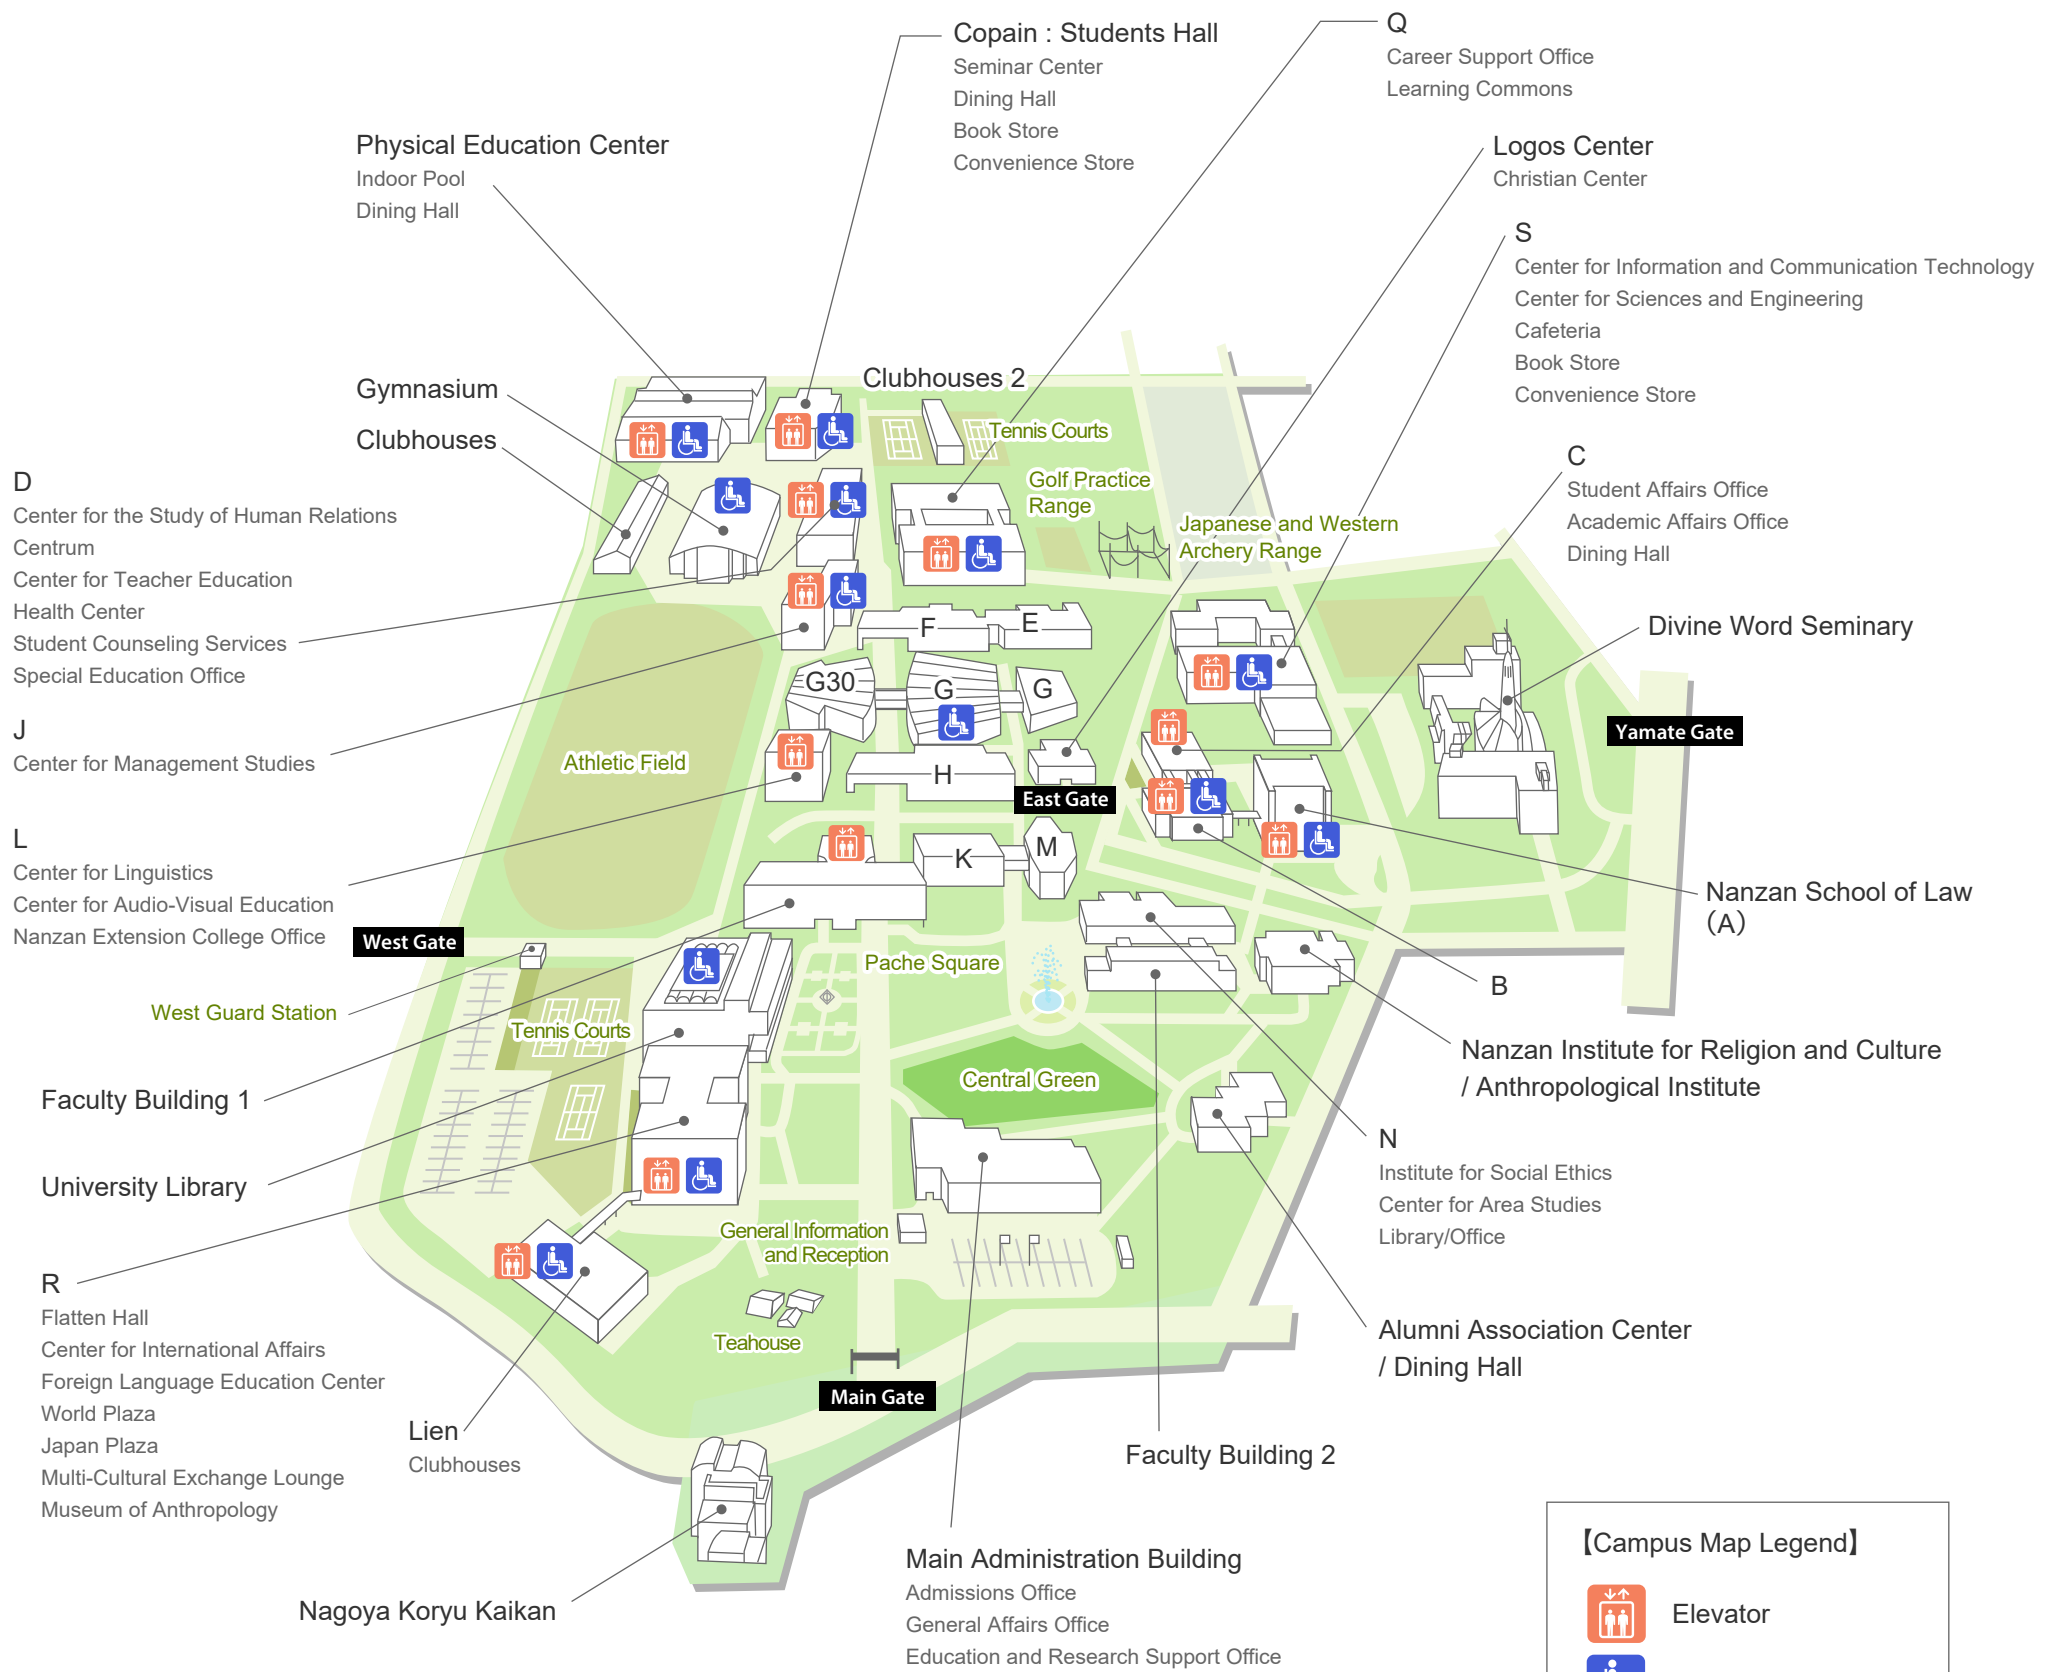 Copain : Students Hall
Seminar Center
Dining Hall
Book Store
Convenience Store
Q
Career Support Office
Learning Commons
Physical Education Center
Indoor Pool
Dining Hall
Logos Center
Christian Center
S
Center for Information and Communication Technology
Center for Sciences and Engineering
Cafeteria
Book Store
Convenience Store
Clubhouses 2
Gymnasium
Clubhouses
Tennis Courts
Golf Practice
Range
Japanese and Western
Archery Range
C
Student Affairs Office
Academic Affairs Office
Dining Hall
D
Center for the Study of Human Relations
Centrum
Center for Teacher Education
Health Center
Student Counseling Services
Special Education Office
F
E
Divine Word Seminary
G30
G
G
J
Center for Management Studies
Yamate Gate
Athletic Field
H
East Gate
L
Center for Linguistics
Center for Audio-Visual Education
Nanzan Extension College Office
K
M
Nanzan School of Law
（A）
West Gate
Pache Square
B
West Guard Station
Tennis Courts
Nanzan Institute for Religion and Culture
/ Anthropological Institute
Faculty Building 1
Central Green
N
Institute for Social Ethics
Center for Area Studies
Library/Office
University Library
General Information
and Reception
R
Flatten Hall
Center for International Affairs
Foreign Language Education Center
World Plaza
Japan Plaza
Multi-Cultural Exchange Lounge
Museum of Anthropology
Teahouse
Alumni Association Center
/ Dining Hall
Main Gate
Lien
Clubhouses
Faculty Building 2
Nagoya Koryu Kaikan
Main Administration Building
Admissions Office
General Affairs Office
Education and Research Support Office
【Campus Map Legend】
Elevator